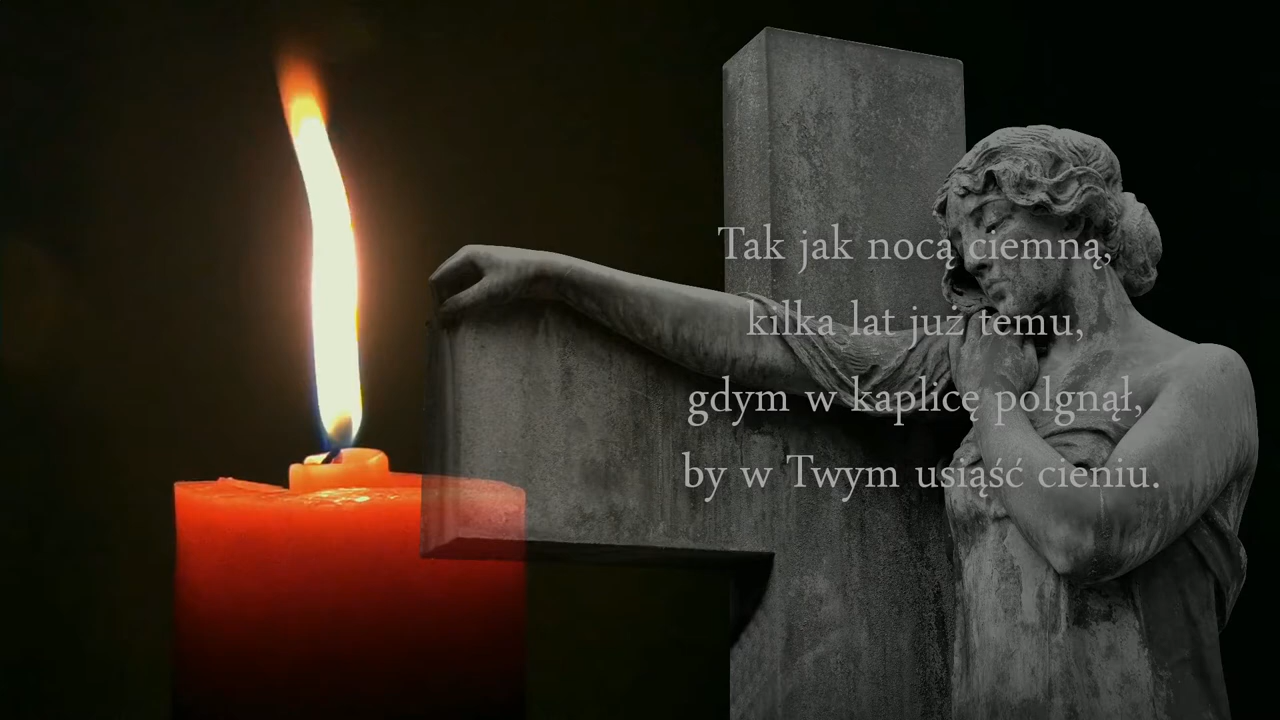 Tak jak nocą ciemną,
kilka lat już temu,
gdym w kaplicę polgnął,
by w Twym usiąść cieniu.